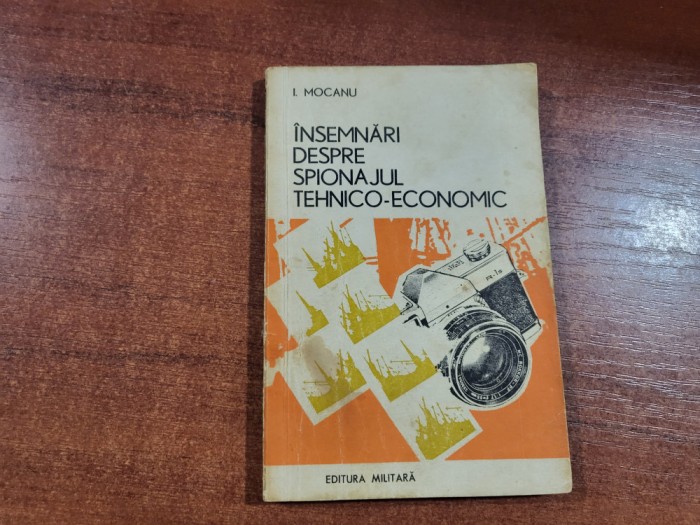 I. MOCANU
ÎNSEMNĂRI
DESPRE
SPIONAJUL
TEHNICO-ECONOMIC
EDITURA MILITARĂ